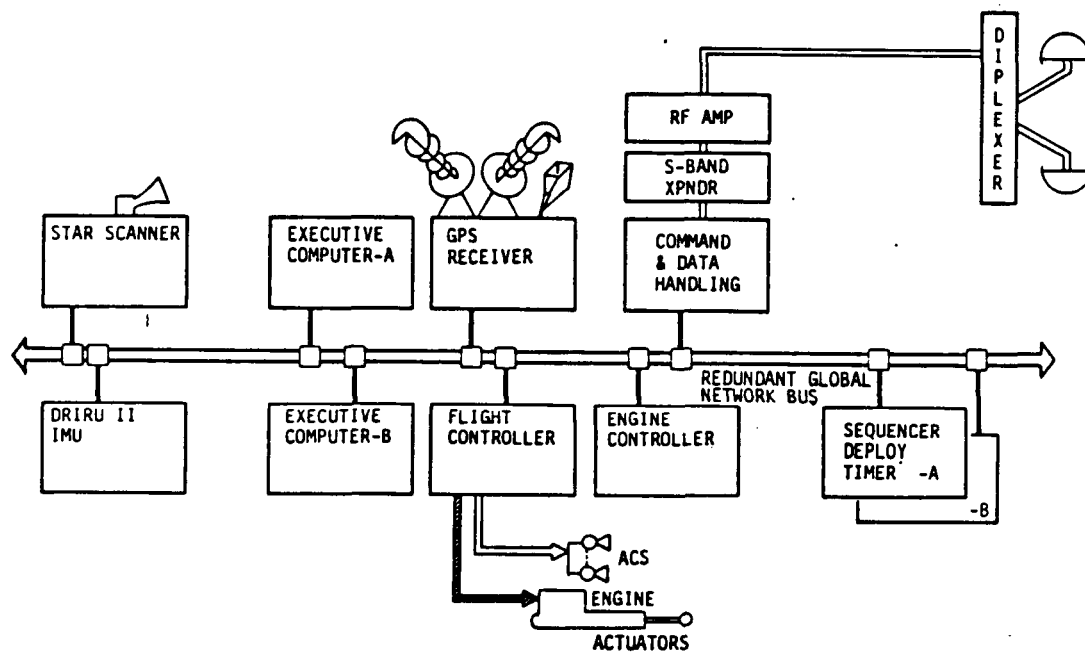 DIPLEXER
RF AMP
S-BAND
XPNDR
STAR SCANNER
EXECUTIVE
COMPUTER-A
GPS
RECEIVER
COMMAND
& DATA
HANDLING
REDUNDANT GLOBAL
NETWORK BUS
DRIRU II
IMU
EXECUTIVE
COMPUTER-B
FLIGHT
CONTROLLER
ENGINE
CONTROLLER
SEQUENCER
DEPLOY
TIMER -A
-B
ACS
ENGINE
ACTUATORS